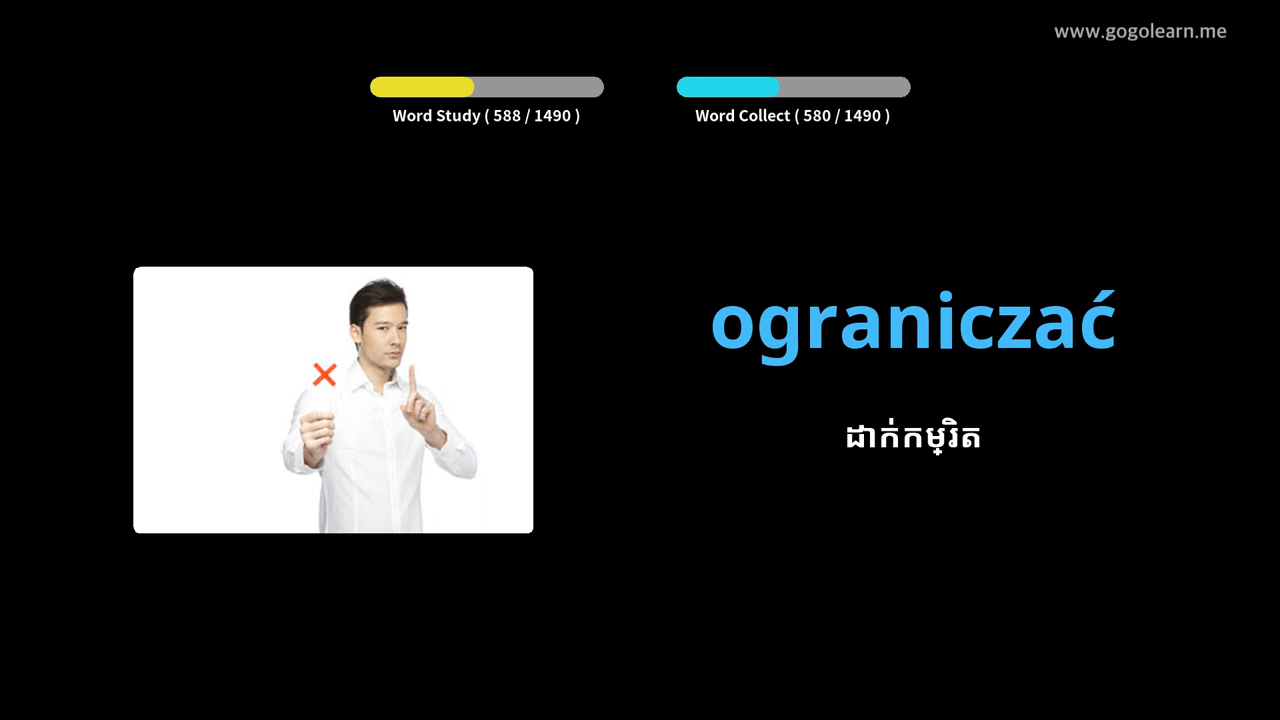 www.gogolearn.me
Word Study ( 588 / 1490 )
Word Collect ( 580 / 1490 )
ograniczać
ដាក់កម្រិត